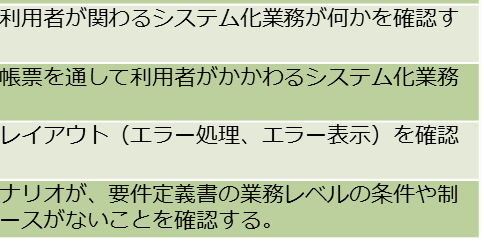 利用者が関わるシステム化業務が何かを確認す
帳票を通して利用者がかかわるシステム化業務
レイアウト（エラー処理、エラー表示）を確認
ナリオが、要件定義書の業務レベルの条件や制
ースがないことを確認する。